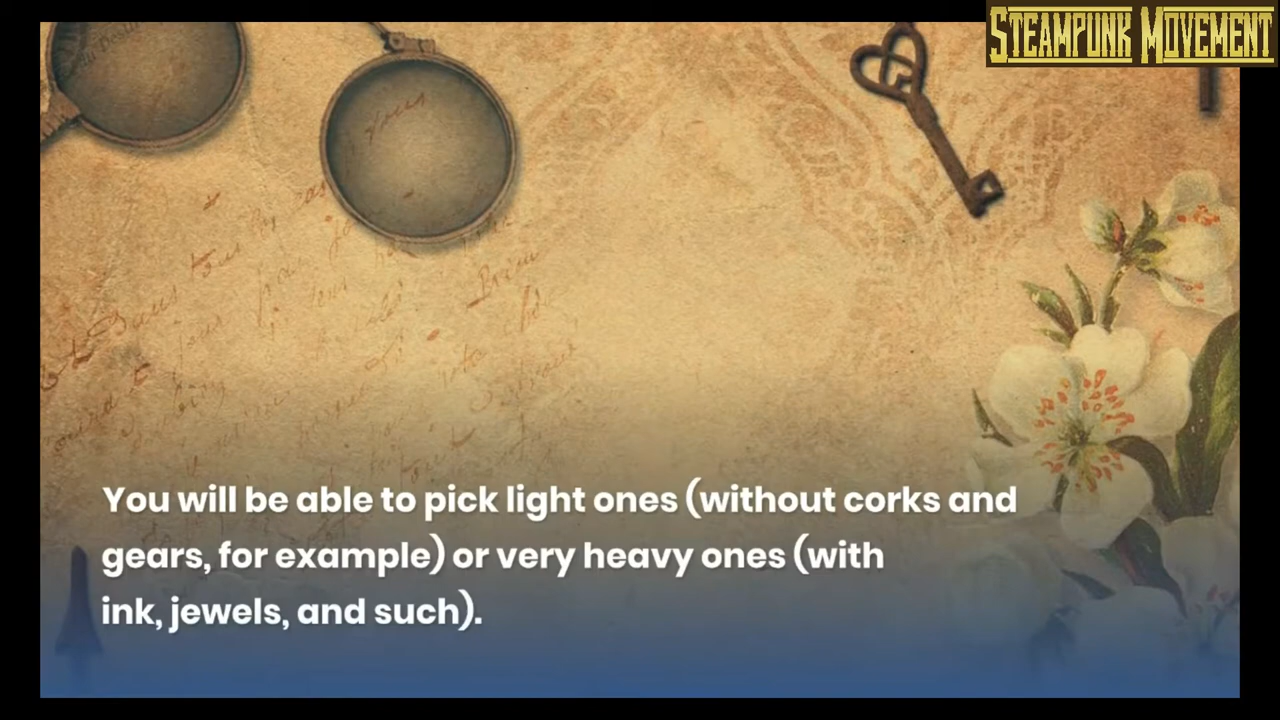 STEAMPUNK MOVEMENT
You will be able to pick light ones (without corks and
gears, for example) or very heavy ones (with
ink, jewels, and such).